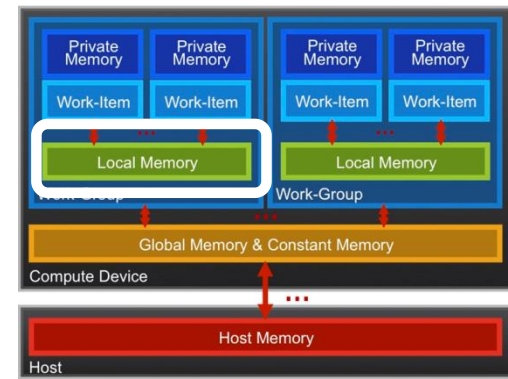 Private Memory
Private Memory
Private Memory
Private Memory
Work-Item
Work-Item
Work-Item
Work-Item
...
...
Local Memory
Local Memory
Work-Group
...
Global Memory & Constant Memory
Compute Device
...
Host Memory
Host